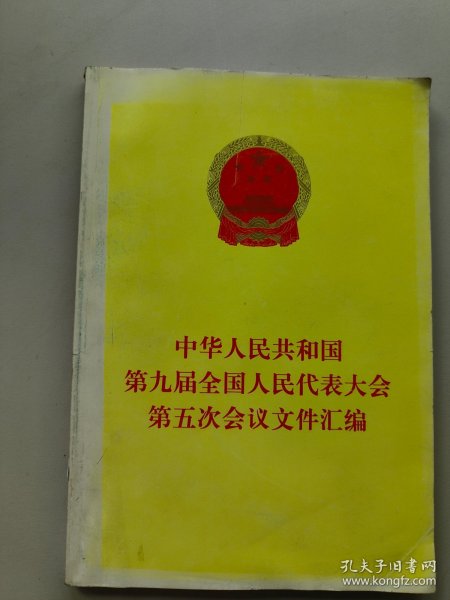 中华人民共和国
第九届全国人民代表大会
第五次会议文件汇编
孔夫子旧书网
www.kongfz.com